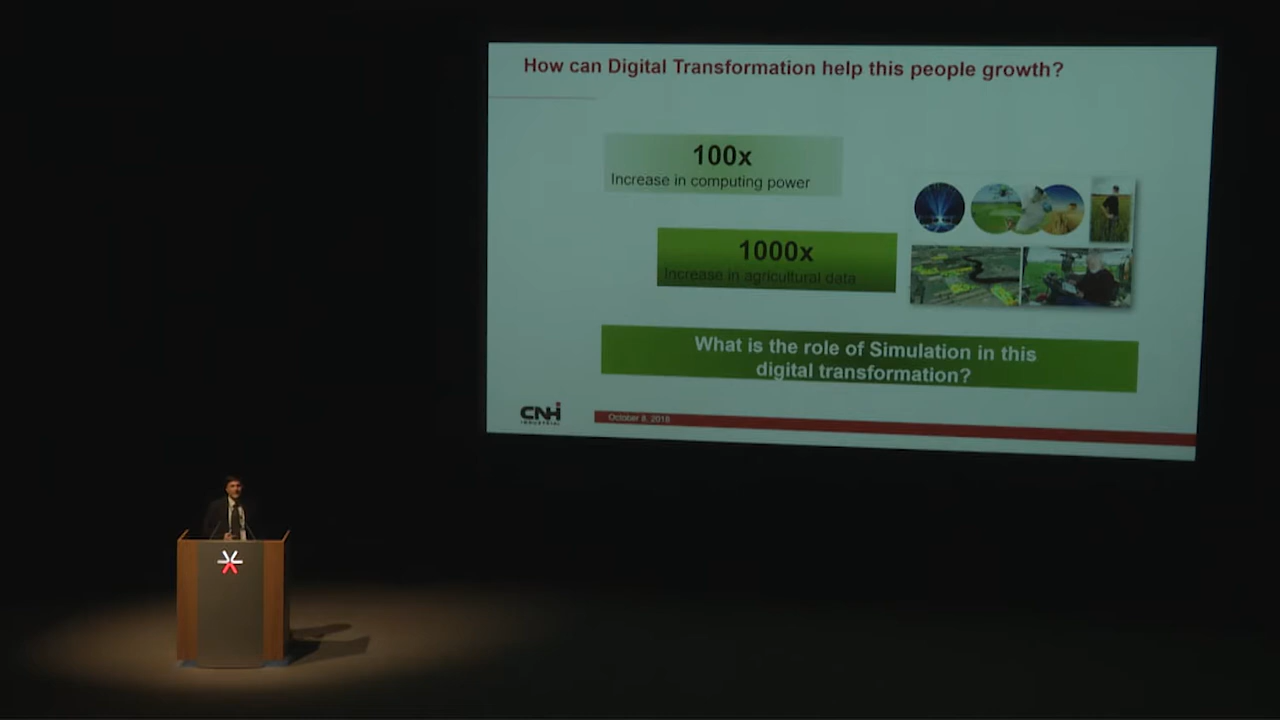 How can Digital Transformation help this people growth?
100x
Increase in computing power
1000x
Increase in agricultural data
What is the role of Simulation in this
digital transformation?
CNH
INDUSTRIAL
October 8, 2018